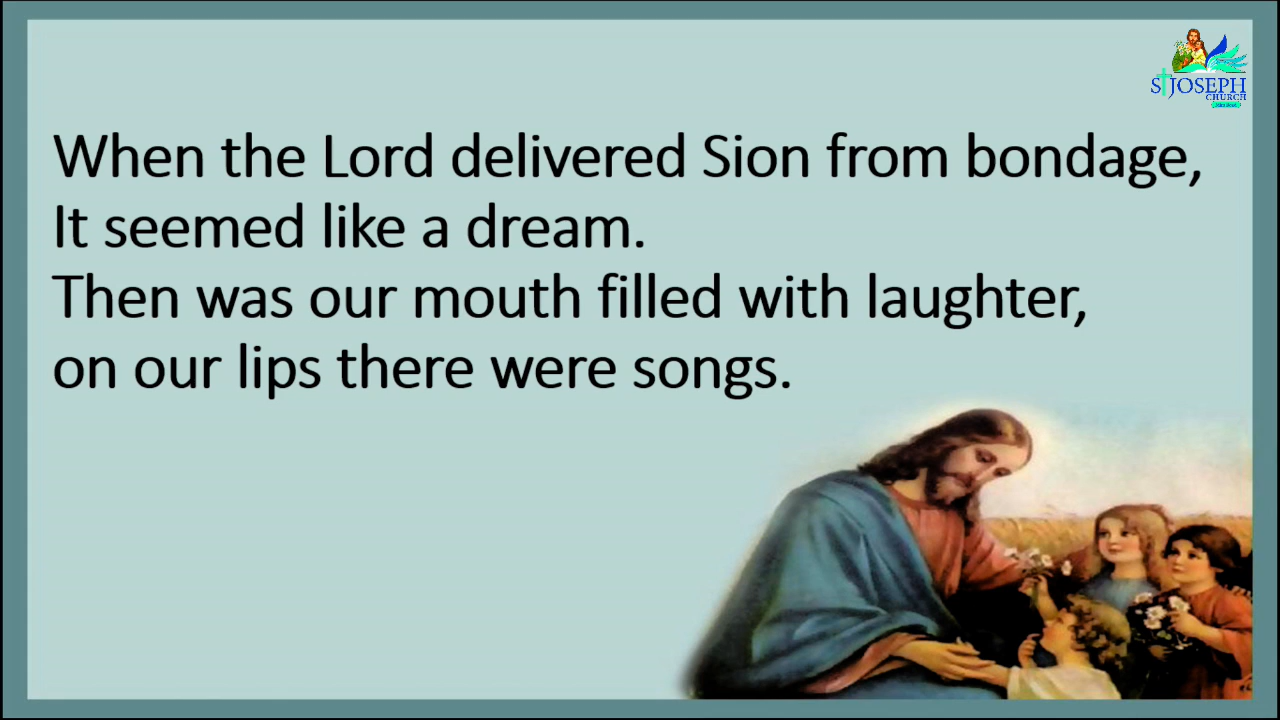 ST JOSEPH
CHURCH
When the Lord delivered Sion from bondage,
It seemed like a dream.
Then was our mouth filled with laughter,
on our lips there were songs.